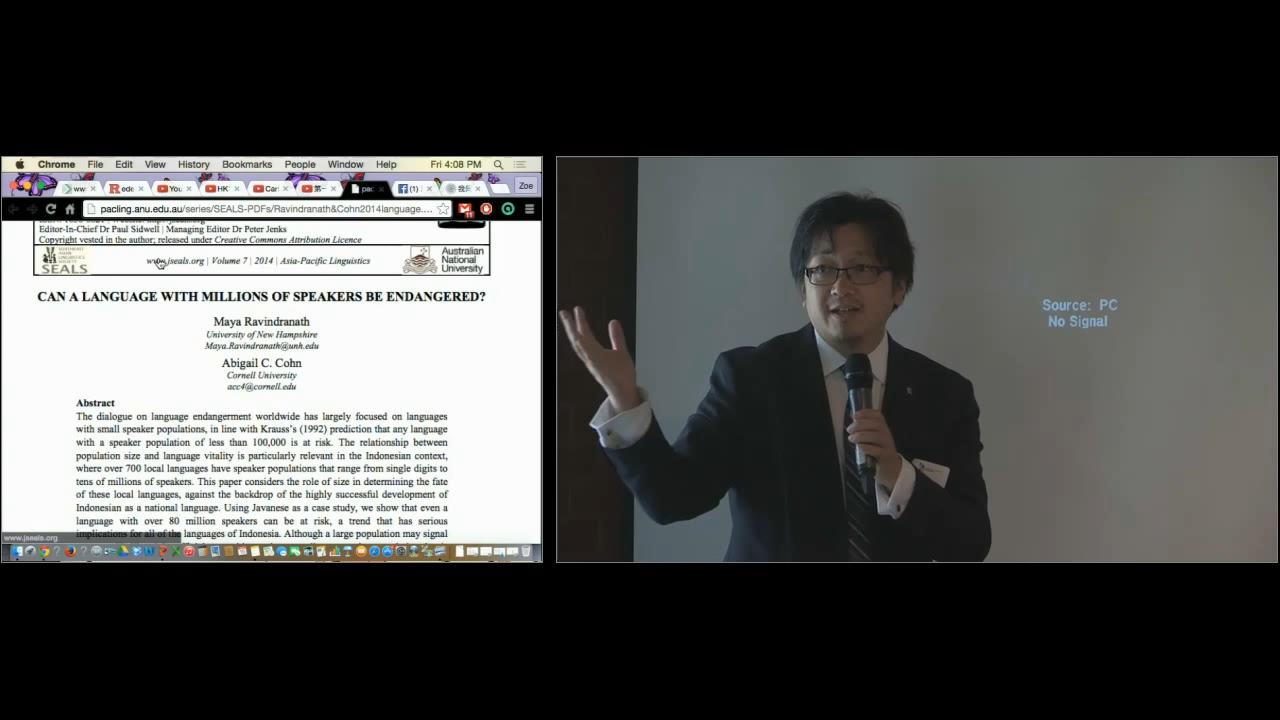 Chrome File Edit View History Bookmarks People Window Help Fri 4:08 PM
ww You HK Car 第一 pac (1) Zoe
pacling.anu.edu.au/series/SEALS-PDFs/Ravindranath&Cohn2014language....
Editor-In-Chief Dr Paul Sidwell | Managing Editor Dr Peter Jenks
Copyright vested in the author; released under Creative Commons Attribution Licence
SEALS
www.jseals.org | Volume 7 | 2014 | Asia-Pacific Linguistics
Australian
National
University
CAN A LANGUAGE WITH MILLIONS OF SPEAKERS BE ENDANGERED?
Maya Ravindranath
University of New Hampshire
Maya.Ravindranath@unh.edu
Abigail C. Cohn
Cornell University
acc4@cornell.edu
Abstract
The dialogue on language endangerment worldwide has largely focused on languages
with small speaker populations, in line with Krauss's (1992) prediction that any language
with a speaker population of less than 100,000 is at risk. The relationship between
population size and language vitality is particularly relevant in the Indonesian context,
where over 700 local languages have speaker populations that range from single digits to
tens of millions of speakers. This paper considers the role of size in determining the fate
of these local languages, against the backdrop of the highly successful development of
Indonesian as a national language. Using Javanese as a case study, we show that even a
language with over 80 million speakers can be at risk, a trend that has serious
implications for all of the languages of Indonesia. Although a large population may signal
www.jseals.org
Source: PC
No Signal